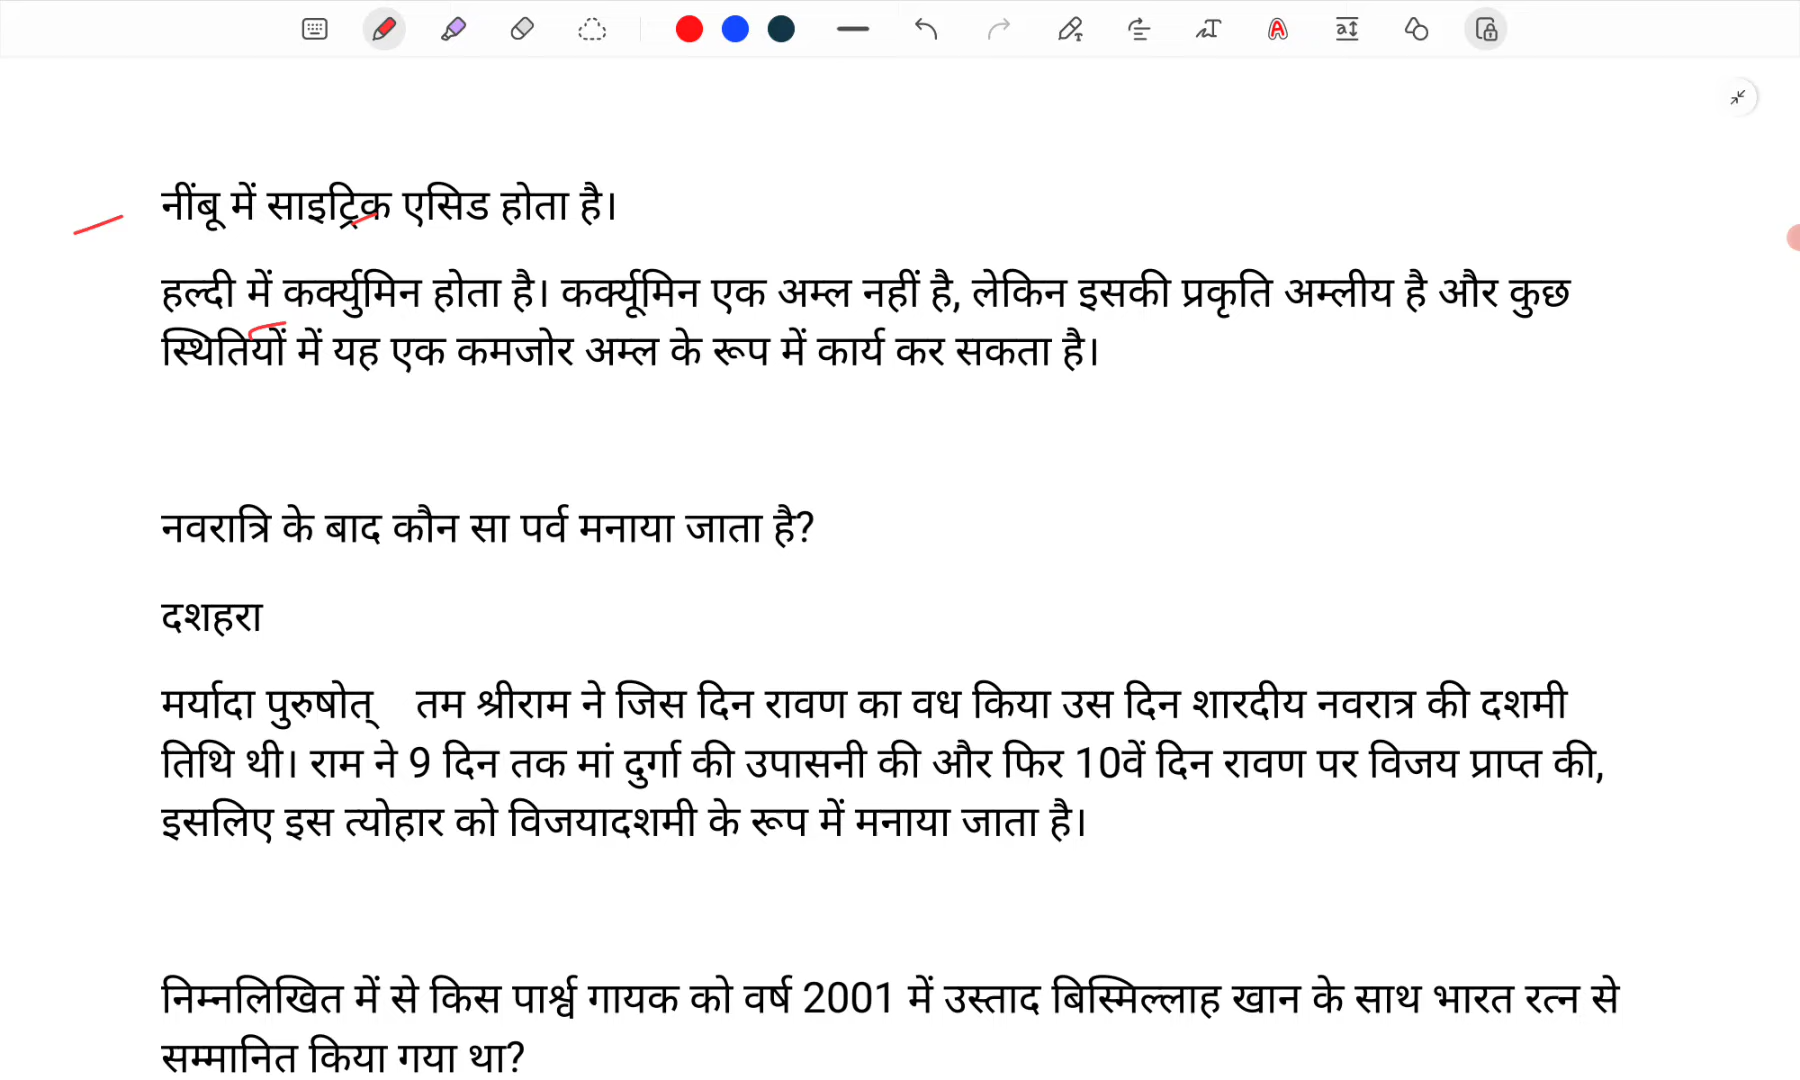 नींबू में साइट्रिक एसिड होता है।
हल्दी में कर्क्युमिन होता है। कर्क्यूमिन एक अम्ल नहीं है, लेकिन इसकी प्रकृति अम्लीय है और कुछ
स्थितियों में यह एक कमजोर अम्ल के रूप में कार्य कर सकता है।
नवरात्रि के बाद कौन सा पर्व मनाया जाता है?
दशहरा
मर्यादा पुरुषोत् तम श्रीराम ने जिस दिन रावण का वध किया उस दिन शारदीय नवरात्र की दशमी
तिथि थी। राम ने 9 दिन तक मां दुर्गा की उपासनी की और फिर 10वें दिन रावण पर विजय प्राप्त की,
इसलिए इस त्योहार को विजयादशमी के रूप में मनाया जाता है।
निम्नलिखित में से किस पार्श्व गायक को वर्ष 2001 में उस्ताद बिस्मिल्लाह खान के साथ भारत रत्न से
सम्मानित किया गया था?